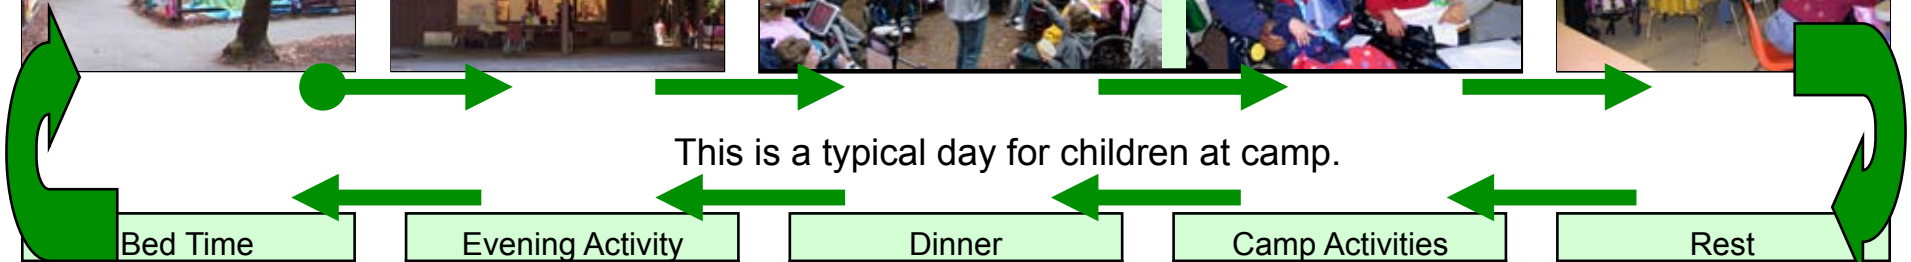 This is a typical day for children at camp.
Bed Time
Evening Activity
Dinner
Camp Activities
Rest